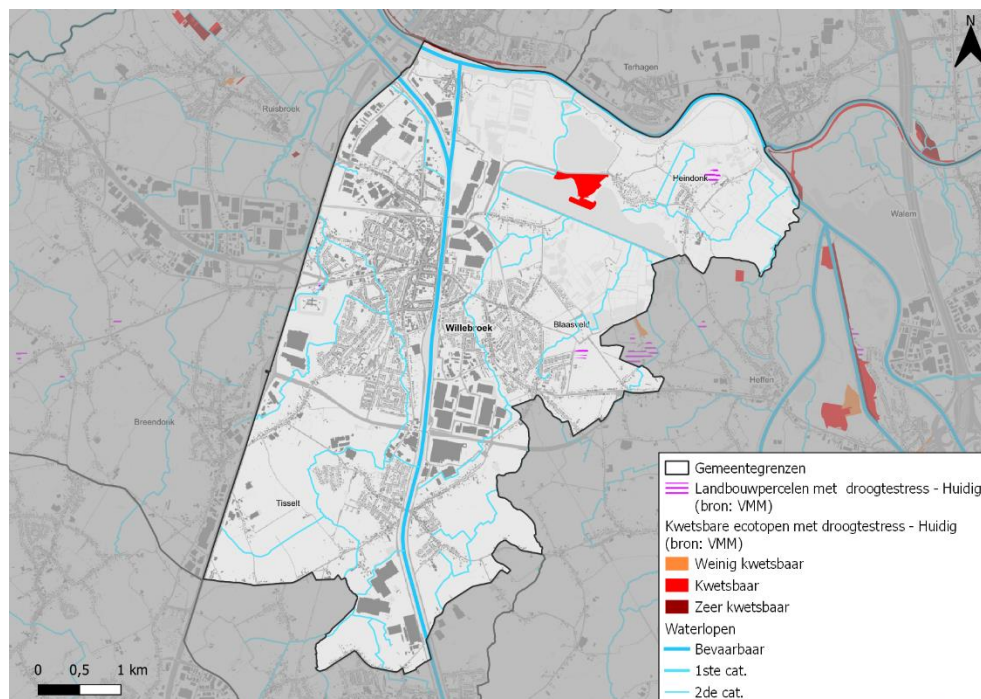 N
Terhagen
Ruisbroek
Heindonk
Walem
Willebroek
Blaasveld
Heffen
Breendonk
Tisselt
Gemeentegrenzen
Landbouwpercelen met droogtestress - Huidig
(bron: VMM)
Kwetsbare ecotopen met droogtestress - Huidig
(bron: VMM)
Weinig kwetsbaar
Kwetsbaar
Zeer kwetsbaar
Waterlopen
Bevaarbaar
1ste cat.
2de cat.
0 0,5 1 km